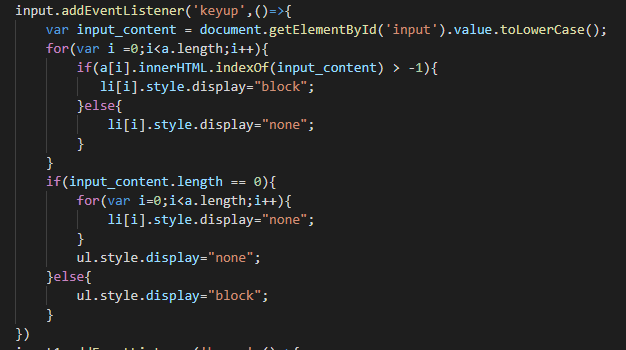 input.addEventListener('keyup',()=>{
    var input_content = document.getElementById('input').value.toLowerCase();
    for(var i =0;i<a.length;i++){
        if(a[i].innerHTML.indexOf(input_content) > -1){
           li[i].style.display="block";
        }else{
            li[i].style.display="none";
        }
    }
    if(input_content.length == 0){
        for(var i=0;i<a.length;i++){
            li[i].style.display="none";
        }
        ul.style.display="none";
    }else{
        ul.style.display="block";
    }
})